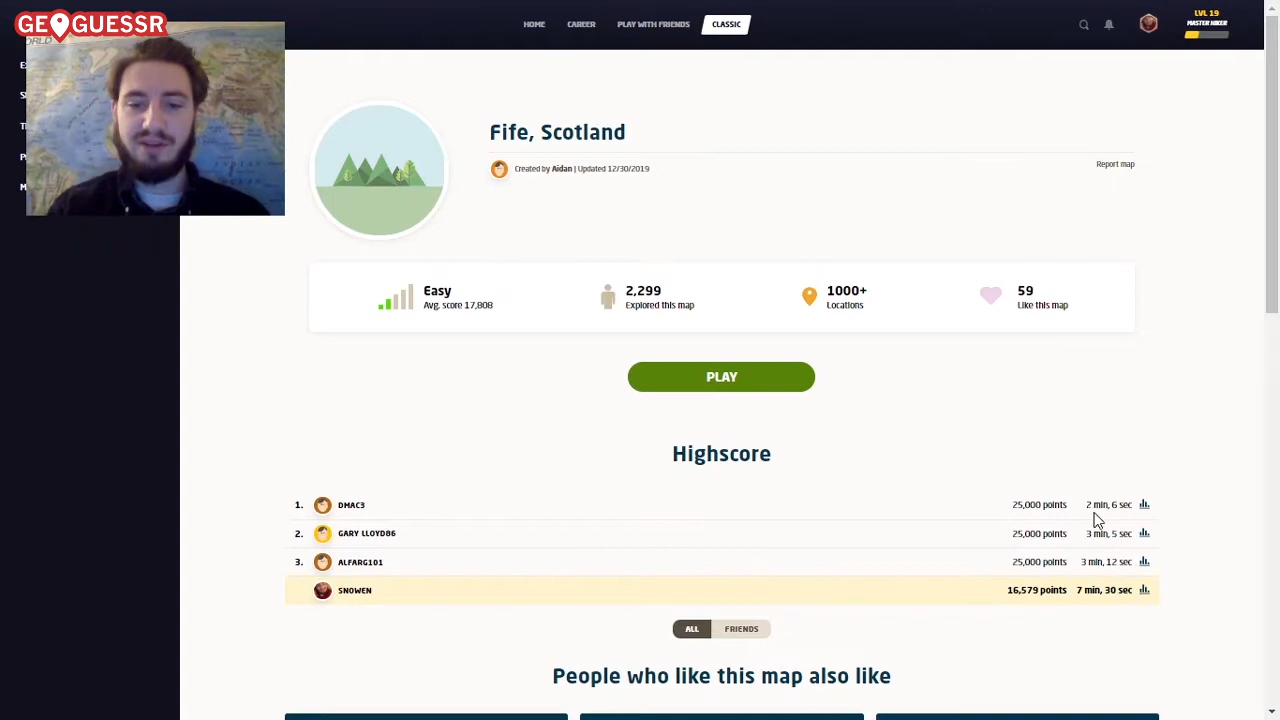 GEOGUESSR
HOME
CAREER
PLAY WITH FRIENDS
CLASSIC
LVL 19
MASTER HIKER
Fife, Scotland
Created by Aidan | Updated 12/30/2019
Report map
Easy
Avg. score 17,808
2,299
Explored this map
1000+
Locations
59
Like this map
PLAY
Highscore
1. DMAC3 25,000 points 2 min, 6 sec
2. GARY LLOYD86 25,000 points 3 min, 5 sec
3. ALFARG101 25,000 points 3 min, 12 sec
SNOWEN 16,579 points 7 min, 30 sec
ALL
FRIENDS
People who like this map also like